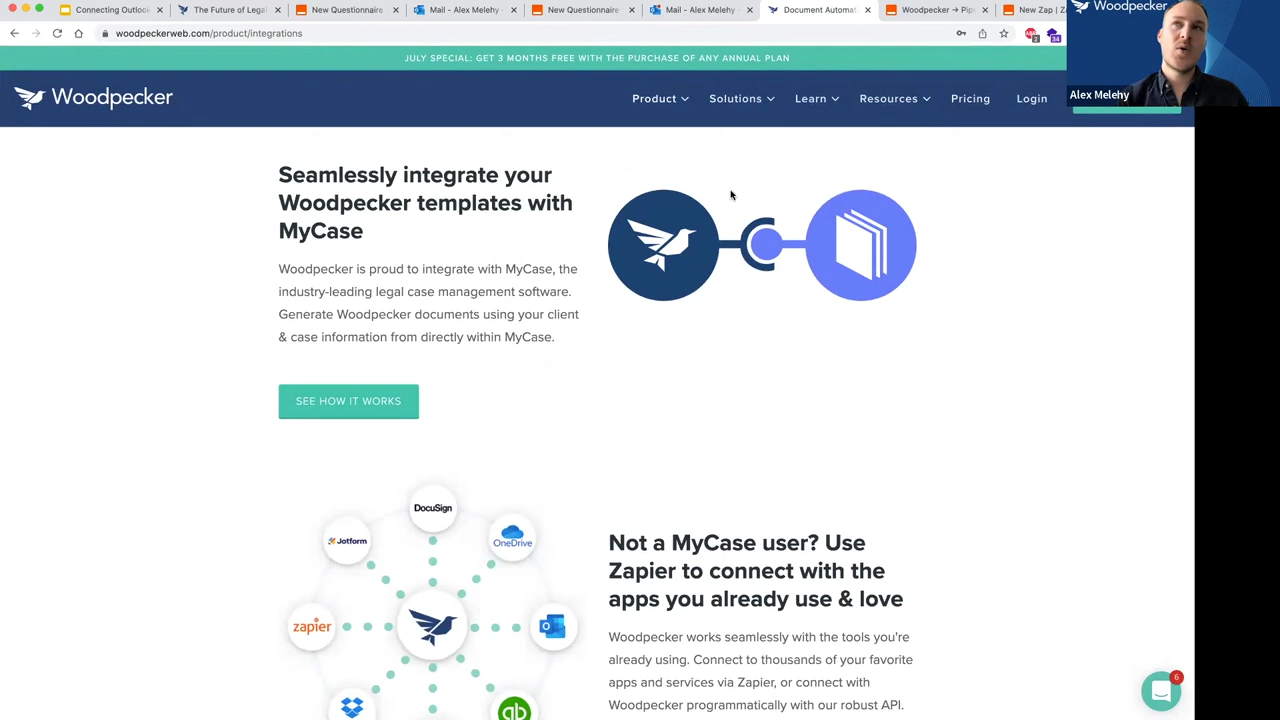 Connecting Outloo
The Future of Legal
New Questionnaire
Mail - Alex Melehy -
New Questionnaire
Mail - Alex Melehy -
Document Automat
Woodpecker → Pipe
New Zap | Z
woodpeckerweb.com/product/integrations
2
34
JULY SPECIAL: GET 3 MONTHS FREE WITH THE PURCHASE OF ANY ANNUAL PLAN
Woodpecker
Alex Melehy
Woodpecker
Product
Solutions
Learn
Resources
Pricing
Login
Seamlessly integrate your
Woodpecker templates with
MyCase
Woodpecker is proud to integrate with MyCase, the
industry-leading legal case management software.
Generate Woodpecker documents using your client
& case information from directly within MyCase.
SEE HOW IT WORKS
DocuSign
Jotform
OneDrive
zapier
qb
Not a MyCase user? Use
Zapier to connect with the
apps you already use & love
Woodpecker works seamlessly with the tools you're
already using. Connect to thousands of your favorite
apps and services via Zapier, or connect with
Woodpecker programmatically with our robust API.
6